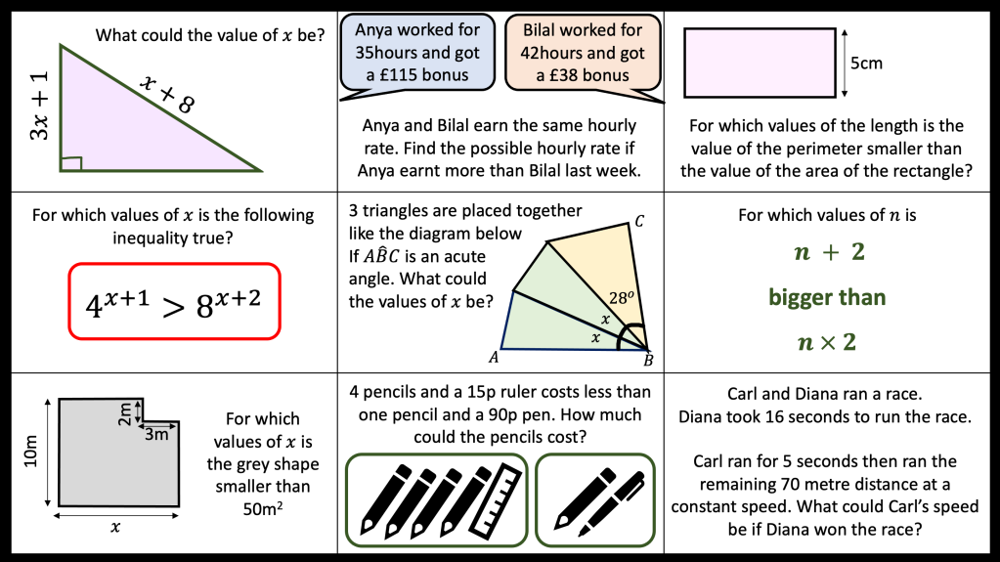 What could the value of x be?
3x + 1
x + 8
Anya worked for
35hours and got
a £115 bonus
Bilal worked for
42hours and got
a £38 bonus
Anya and Bilal earn the same hourly
rate. Find the possible hourly rate if
Anya earnt more than Bilal last week.
5cm
For which values of the length is the
value of the perimeter smaller than
the value of the area of the rectangle?
For which values of x is the following
inequality true?
4^{x+1} > 8^{x+2}
3 triangles are placed together
like the diagram below
If AB̂C is an acute
angle. What could
the values of x be?
C
28°
x
x
A
B
For which values of n is
n + 2
bigger than
n × 2
10m
2m
3m
x
For which
values of x is
the grey shape
smaller than
50m²
4 pencils and a 15p ruler costs less than
one pencil and a 90p pen. How much
could the pencils cost?
Carl and Diana ran a race.
Diana took 16 seconds to run the race.
Carl ran for 5 seconds then ran the
remaining 70 metre distance at a
constant speed. What could Carl's speed
be if Diana won the race?